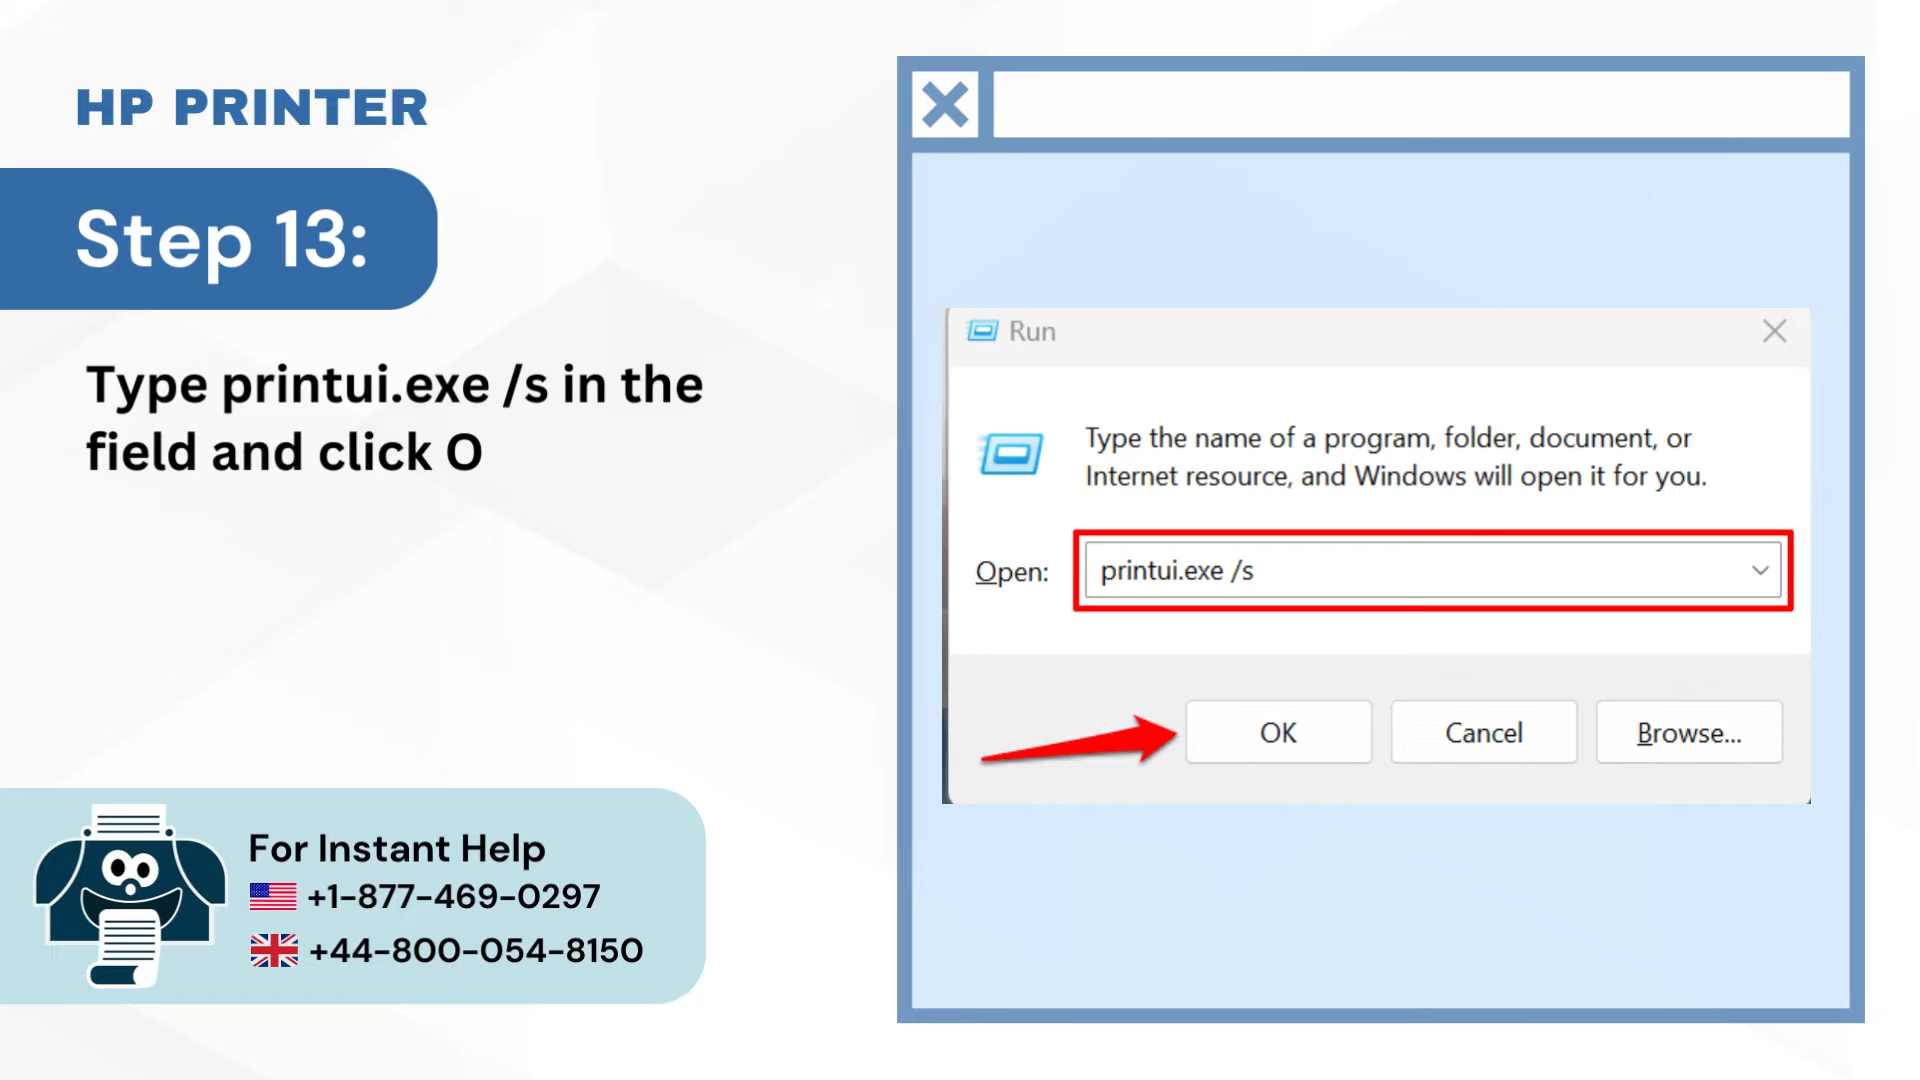 HP PRINTER
Step 13:
Type printui.exe /s in the
field and click O
For Instant Help
+1-877-469-0297
+44-800-054-8150
Run
Type the name of a program, folder, document, or
Internet resource, and Windows will open it for you.
Open: printui.exe /s
OK Cancel Browse...